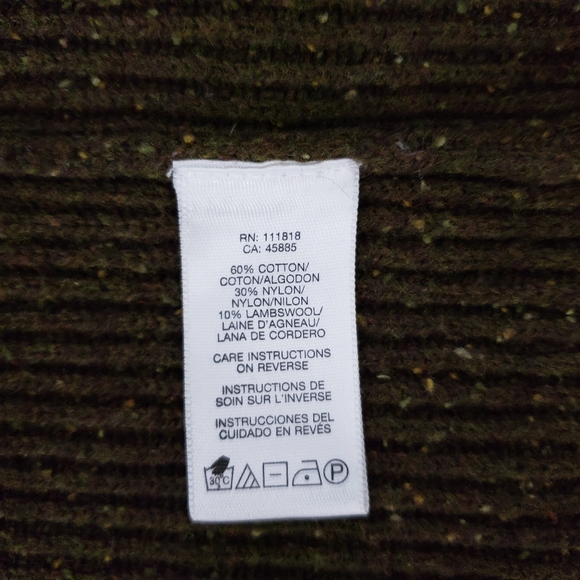 RN: 111818
CA: 45885
60% COTTON/
COTON/ALGODON
30% NYLON/
NYLON/NILON
10% LAMBSWOOL/
LAINE D'AGNEAU/
LANA DE CORDERO
CARE INSTRUCTIONS
ON REVERSE
INSTRUCTIONS DE
SOIN SUR L'INVERSE
INSTRUCCIONES DEL
CUIDADO EN REVÉS
30°C P